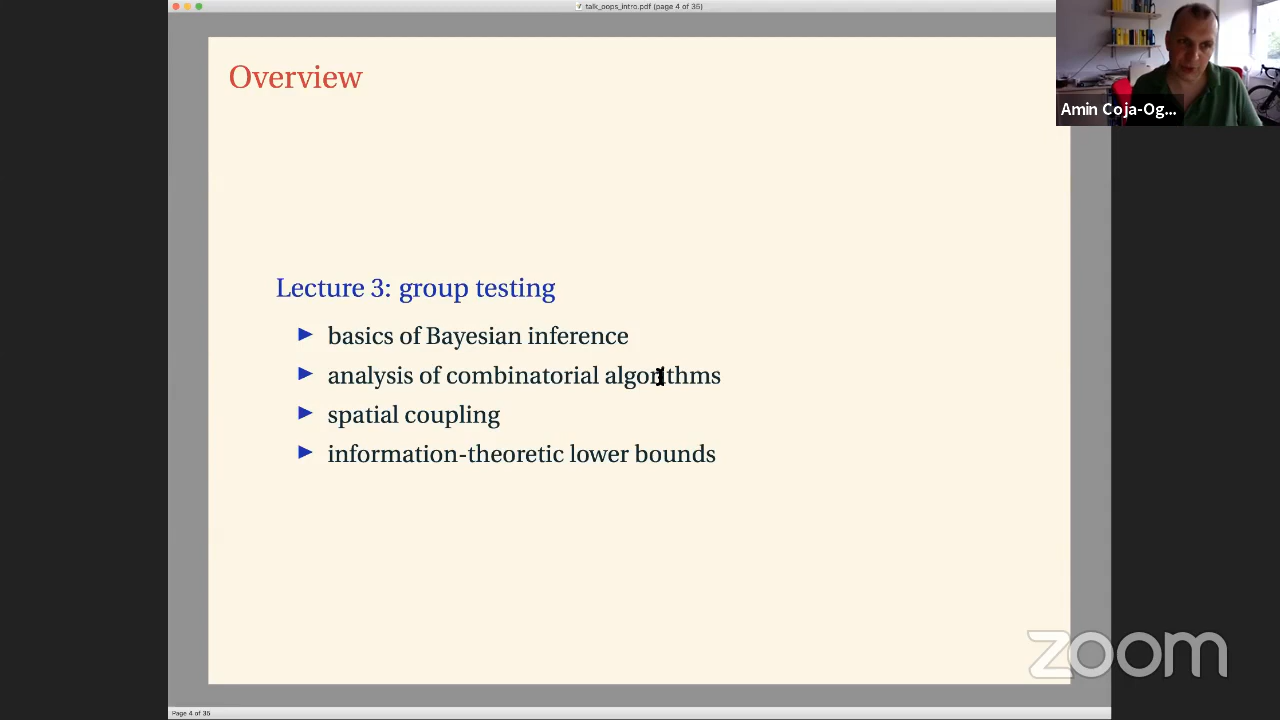 talk_oops_intro.pdf (page 4 of 35)
Overview
Amin Coja-Og...
Lecture 3: group testing
basics of Bayesian inference
analysis of combinatorial algorithms
spatial coupling
information-theoretic lower bounds
zoom
Page 4 of 35